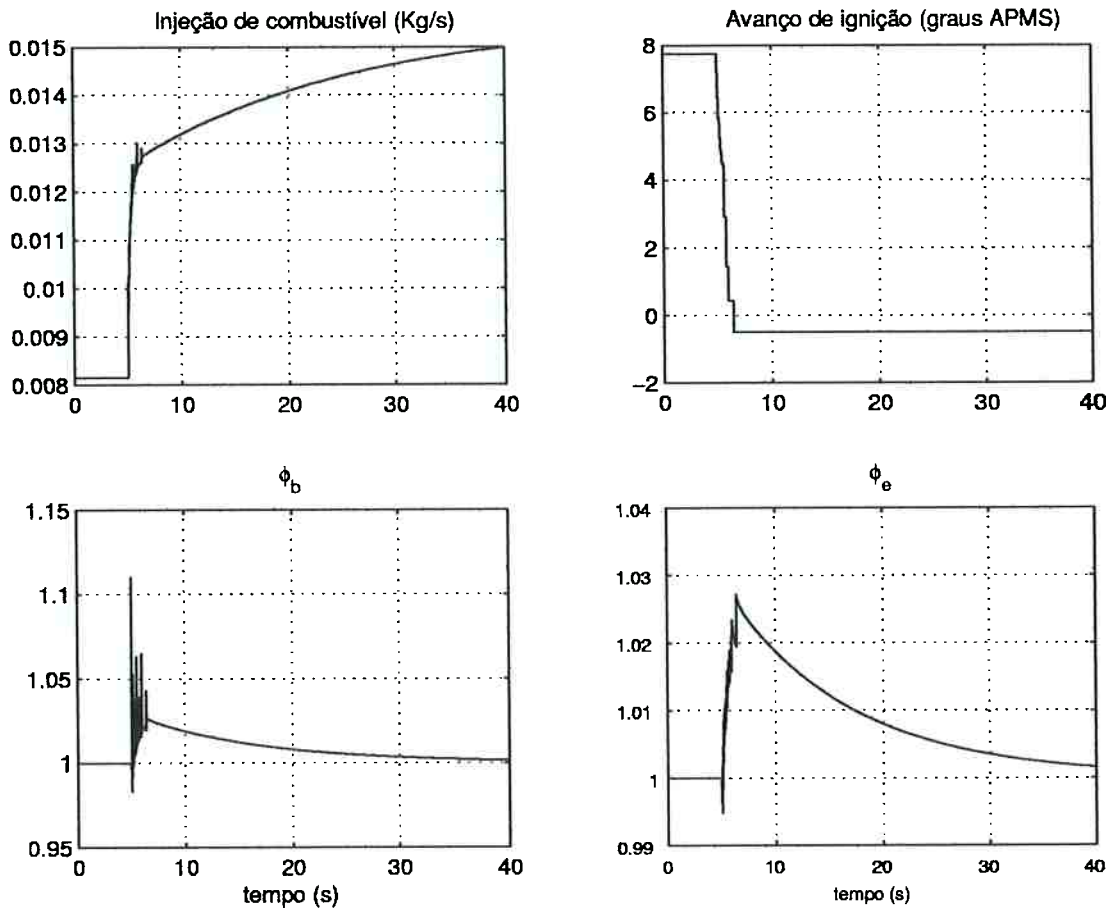 Injeção de combustível (Kg/s)
0.015
0.014
0.013
0.012
0.011
0.01
0.009
0.008
0 10 20 30 40
Avanço de ignição (graus APMS)
8
6
4
2
0
−2
0 10 20 30 40
ϕb
1.15
1.1
1.05
1
0.95
0 10 20 30 40
tempo (s)
ϕe
1.04
1.03
1.02
1.01
1
0.99
0 10 20 30 40
tempo (s)